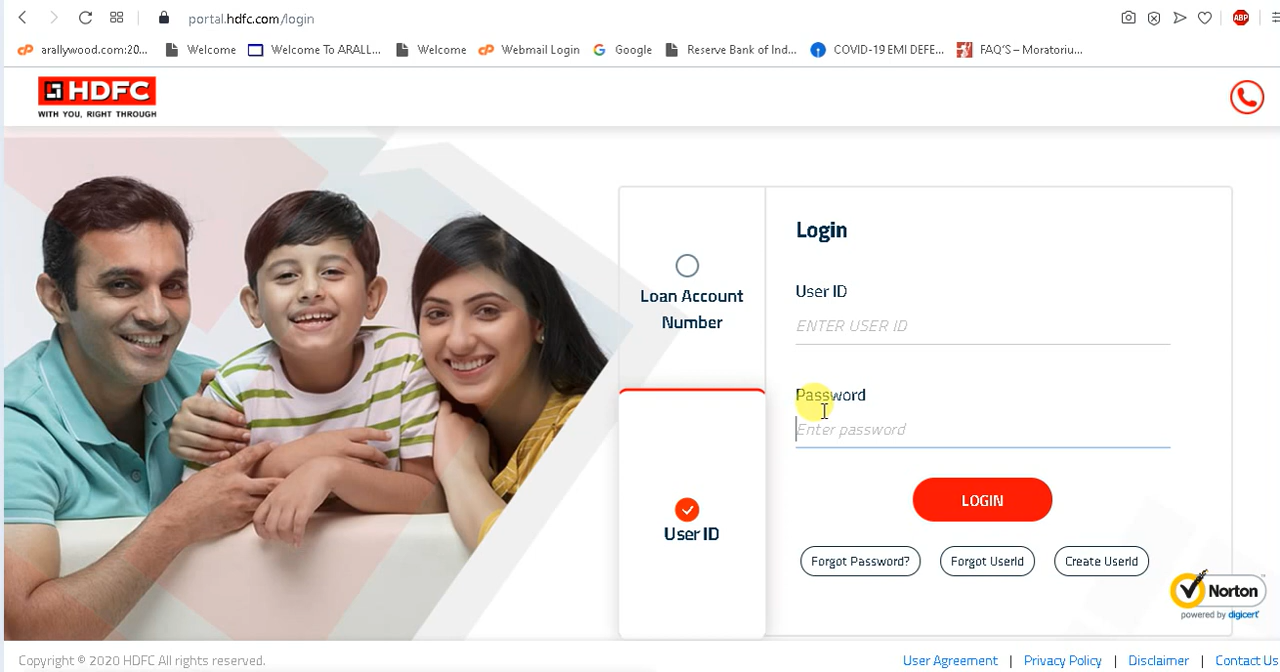 portal.hdfc.com/login
ABP
cP arallywood.com:20... Welcome Welcome To ARALL... Welcome cP Webmail Login G Google Reserve Bank of Ind... COVID-19 EMI DEFE... FAQ'S – Moratoriu...
HDFC
WITH YOU, RIGHT THROUGH
Login
Loan Account
Number
User ID
ENTER USER ID
Password
Enter password
User ID
LOGIN
Forgot Password? Forgot UserId Create UserId
Norton
powered by digicert
Copyright © 2020 HDFC All rights reserved. User Agreement | Privacy Policy | Disclaimer | Contact Us